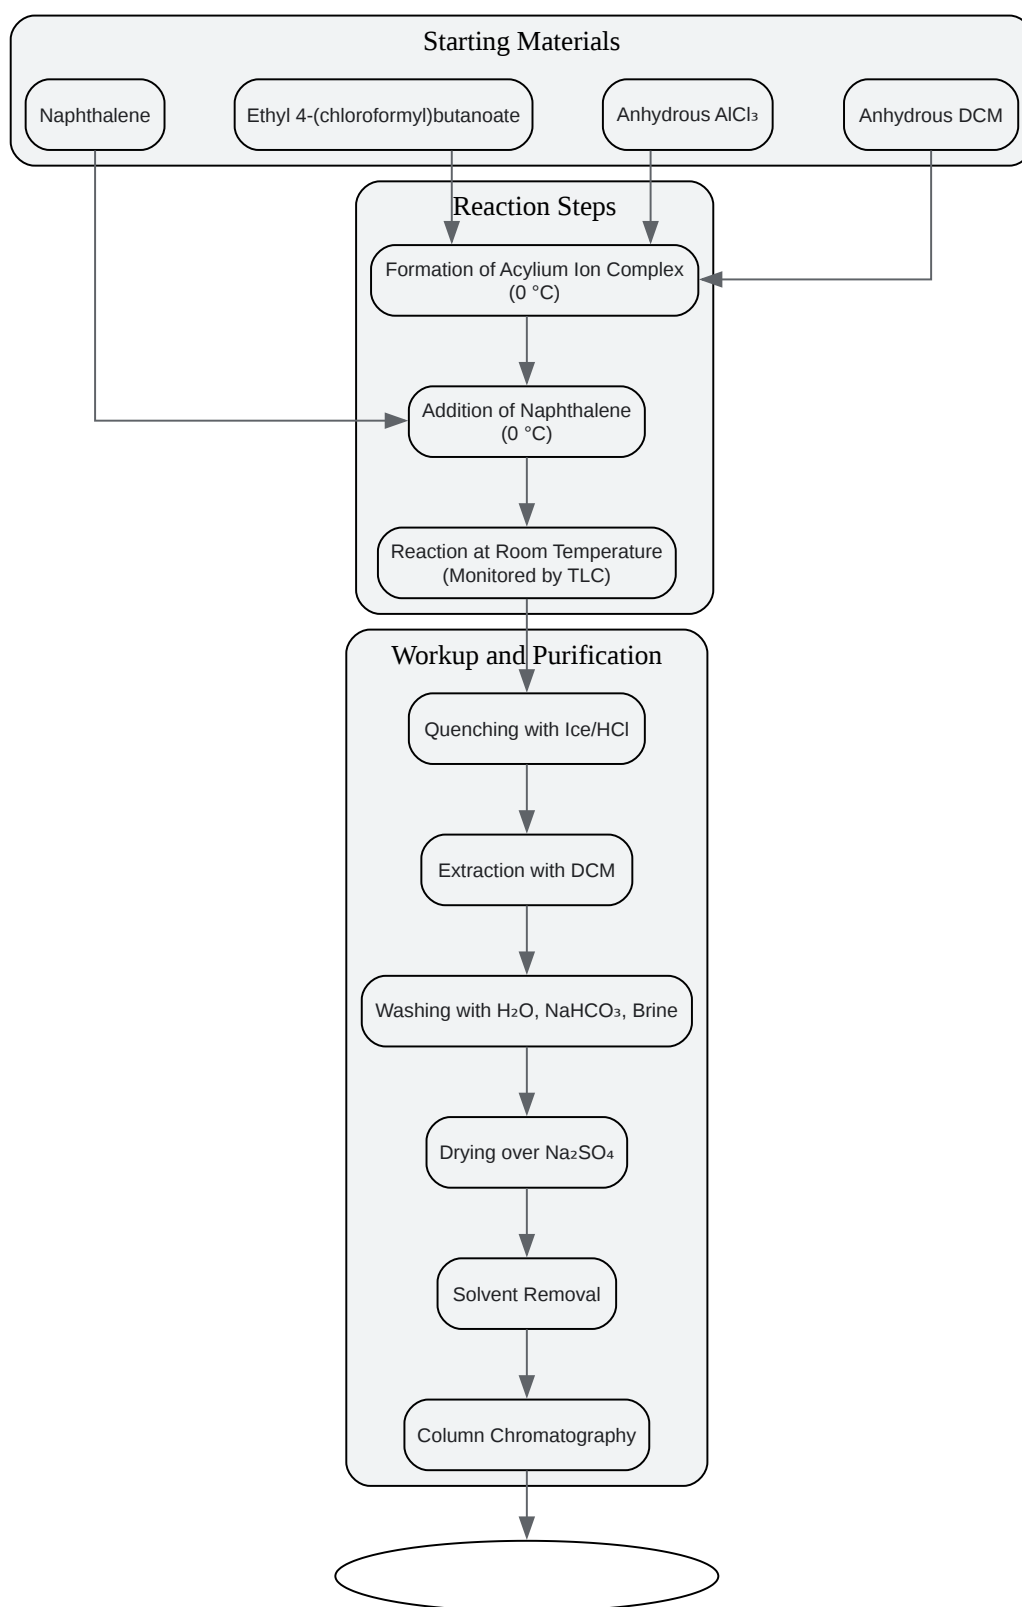 Starting Materials
Naphthalene
Ethyl 4-(chloroformyl)butanoate
Anhydrous AlCl₃
Anhydrous DCM
Reaction Steps
Formation of Acylium Ion Complex
(0 °C)
Addition of Naphthalene
(0 °C)
Reaction at Room Temperature
(Monitored by TLC)
Workup and Purification
Quenching with Ice/HCl
Extraction with DCM
Washing with H₂O, NaHCO₃, Brine
Drying over Na₂SO₄
Solvent Removal
Column Chromatography